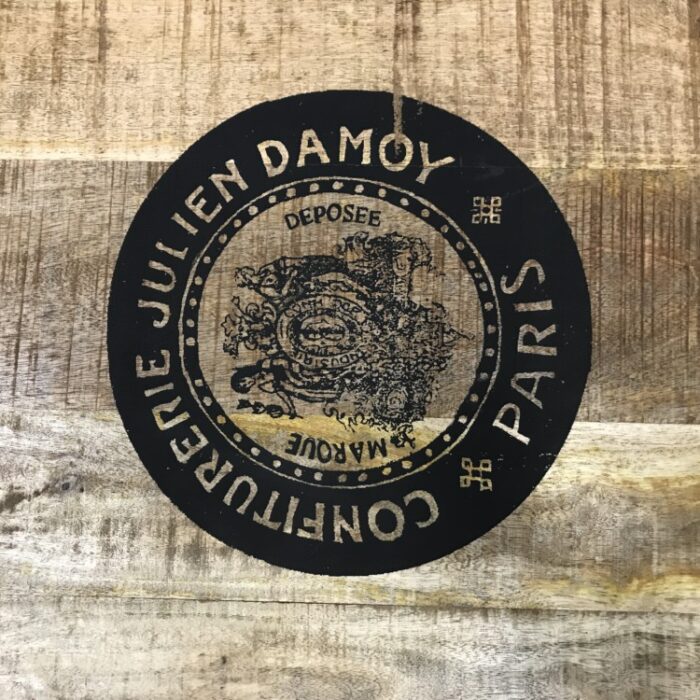 CONFITURERIE JULIEN DAMOY
PARIS
MARQUE
DEPOSEE